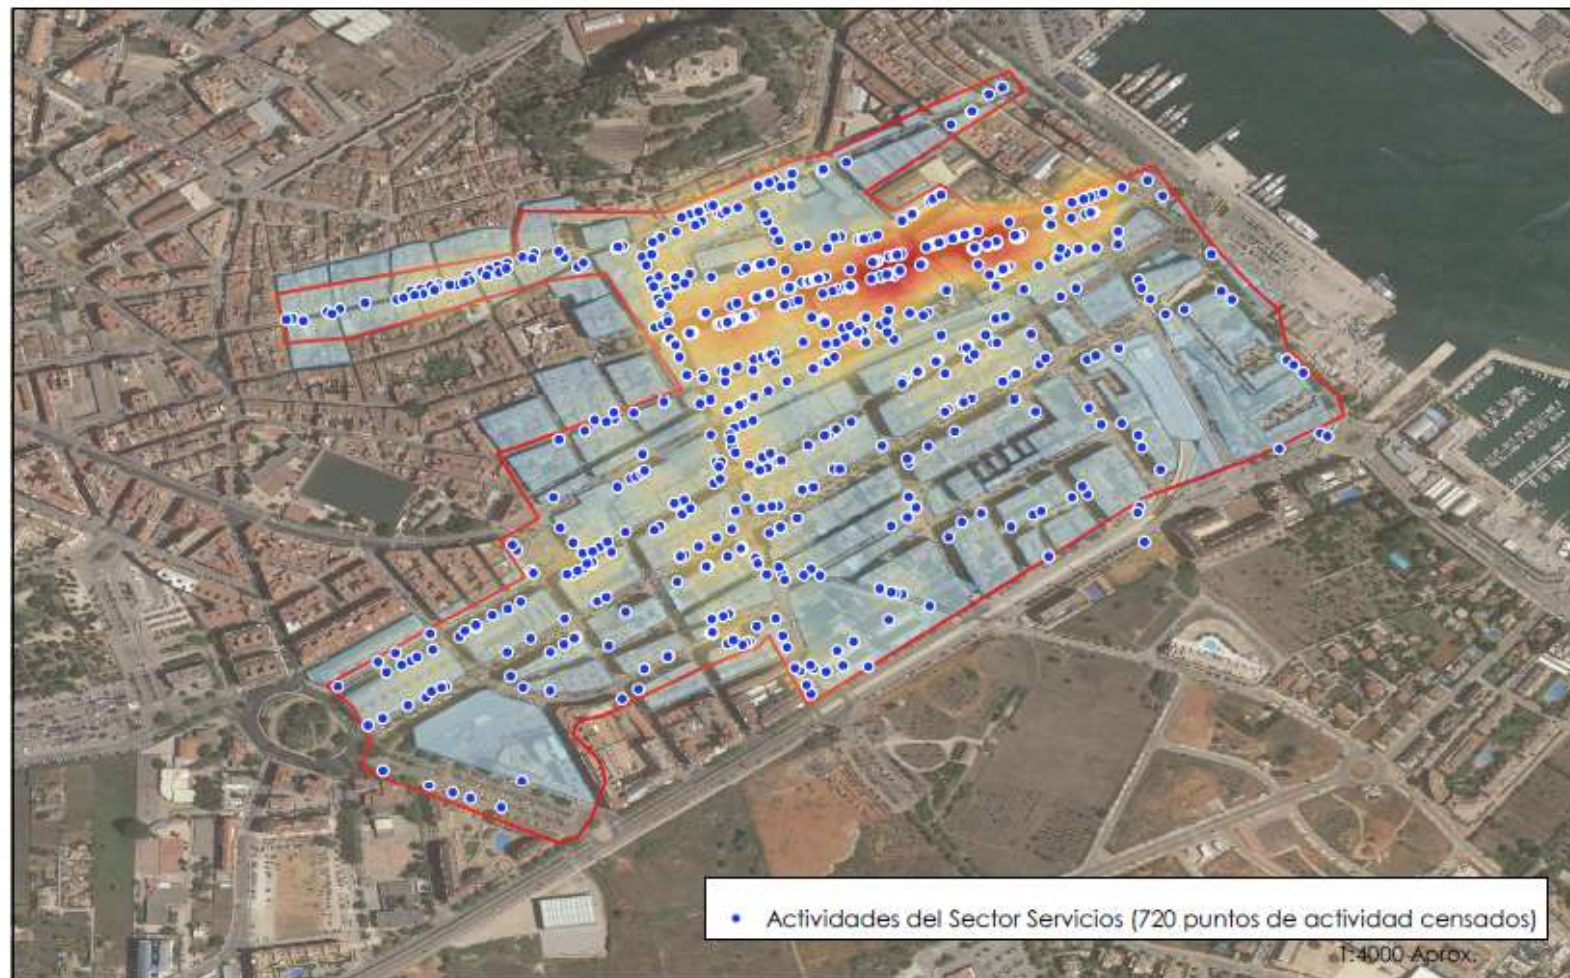 Actividades del Sector Servicios (720 puntos de actividad censados)
1:4000 Aprox.